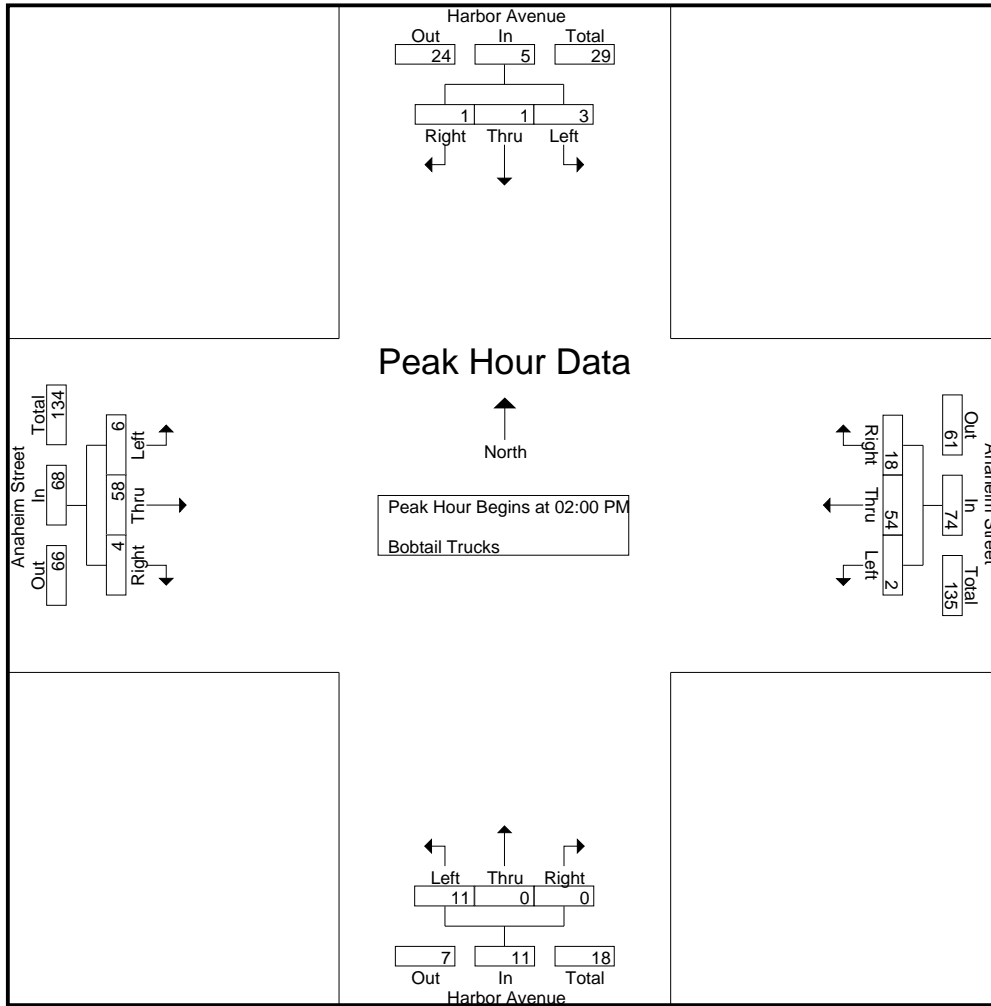 Harbor Avenue
Out In Total
24 5 29
1 1 3
Right Thru Left
Peak Hour Data
North
Peak Hour Begins at 02:00 PM
Bobtail Trucks
Anaheim Street
Total In Out
134 68 66
6 58 4
Left Thru Right
Right Thru Left
18 54 2
61 74 135
Out In Total
Anaheim Street
Left Thru Right
11 0 0
7 11 18
Out In Total
Harbor Avenue